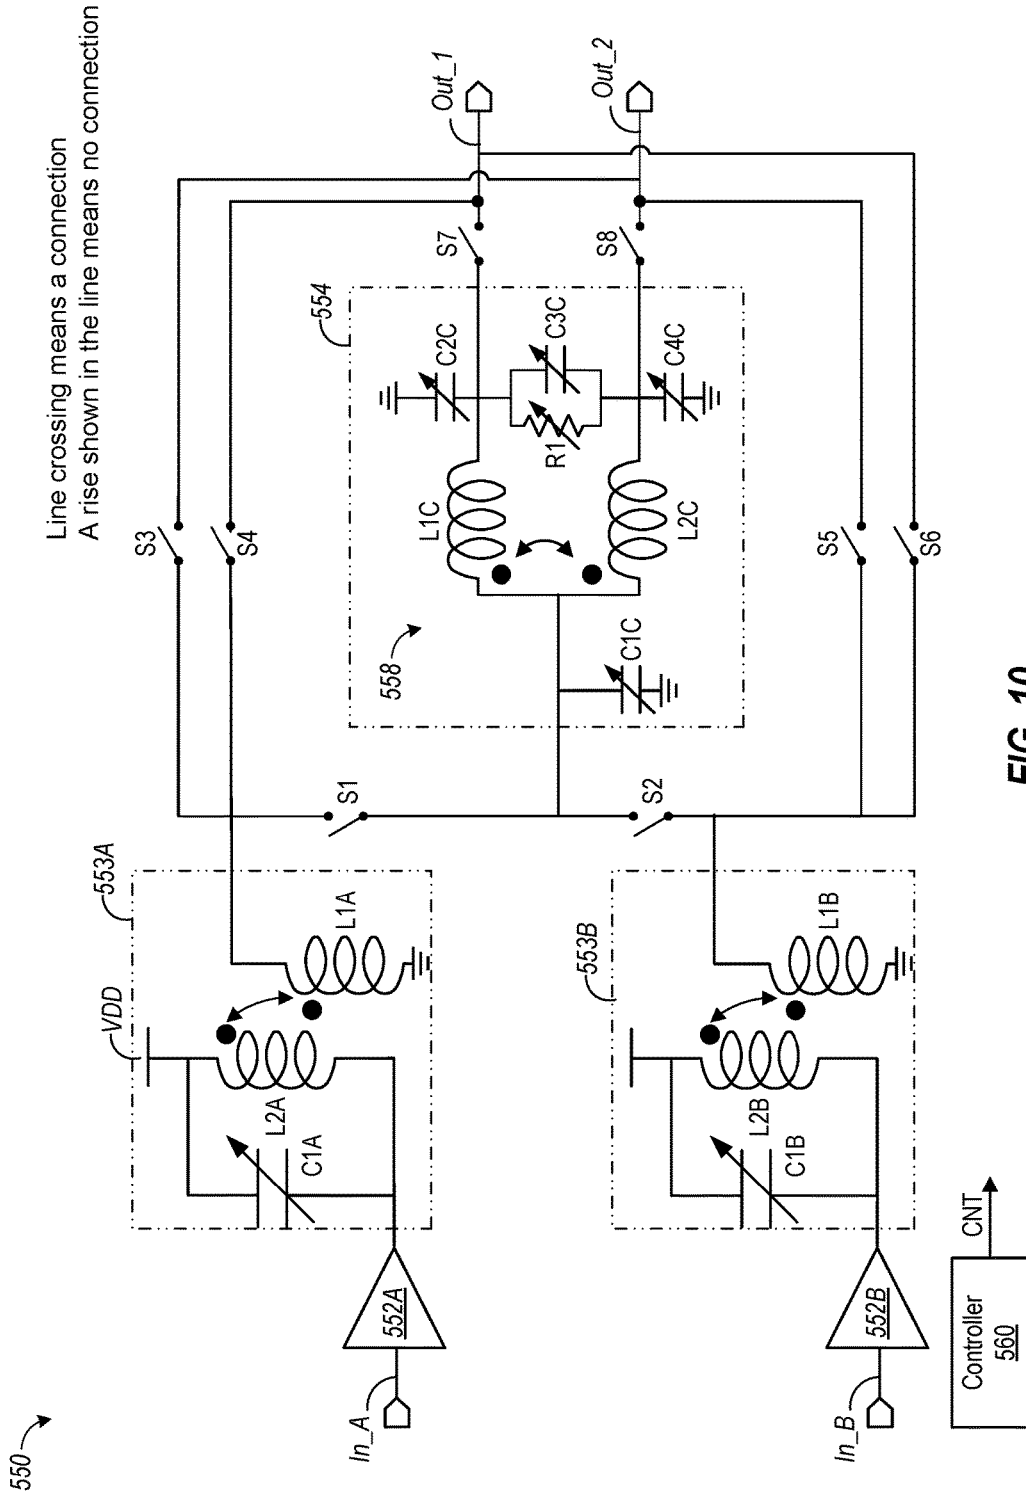 550
Line crossing means a connection
A rise shown in the line means no connection
S3
S4
Out_1
Out_2
S7
S8
554
C2C
C3C
R1
C4C
L1C
L2C
558
C1C
S5
S6
S1
S2
553A
VDD
L1A
L2A
C1A
552A
In_A
553B
L1B
L2B
C1B
552B
In_B
CNT
Controller
560
FIG. 10